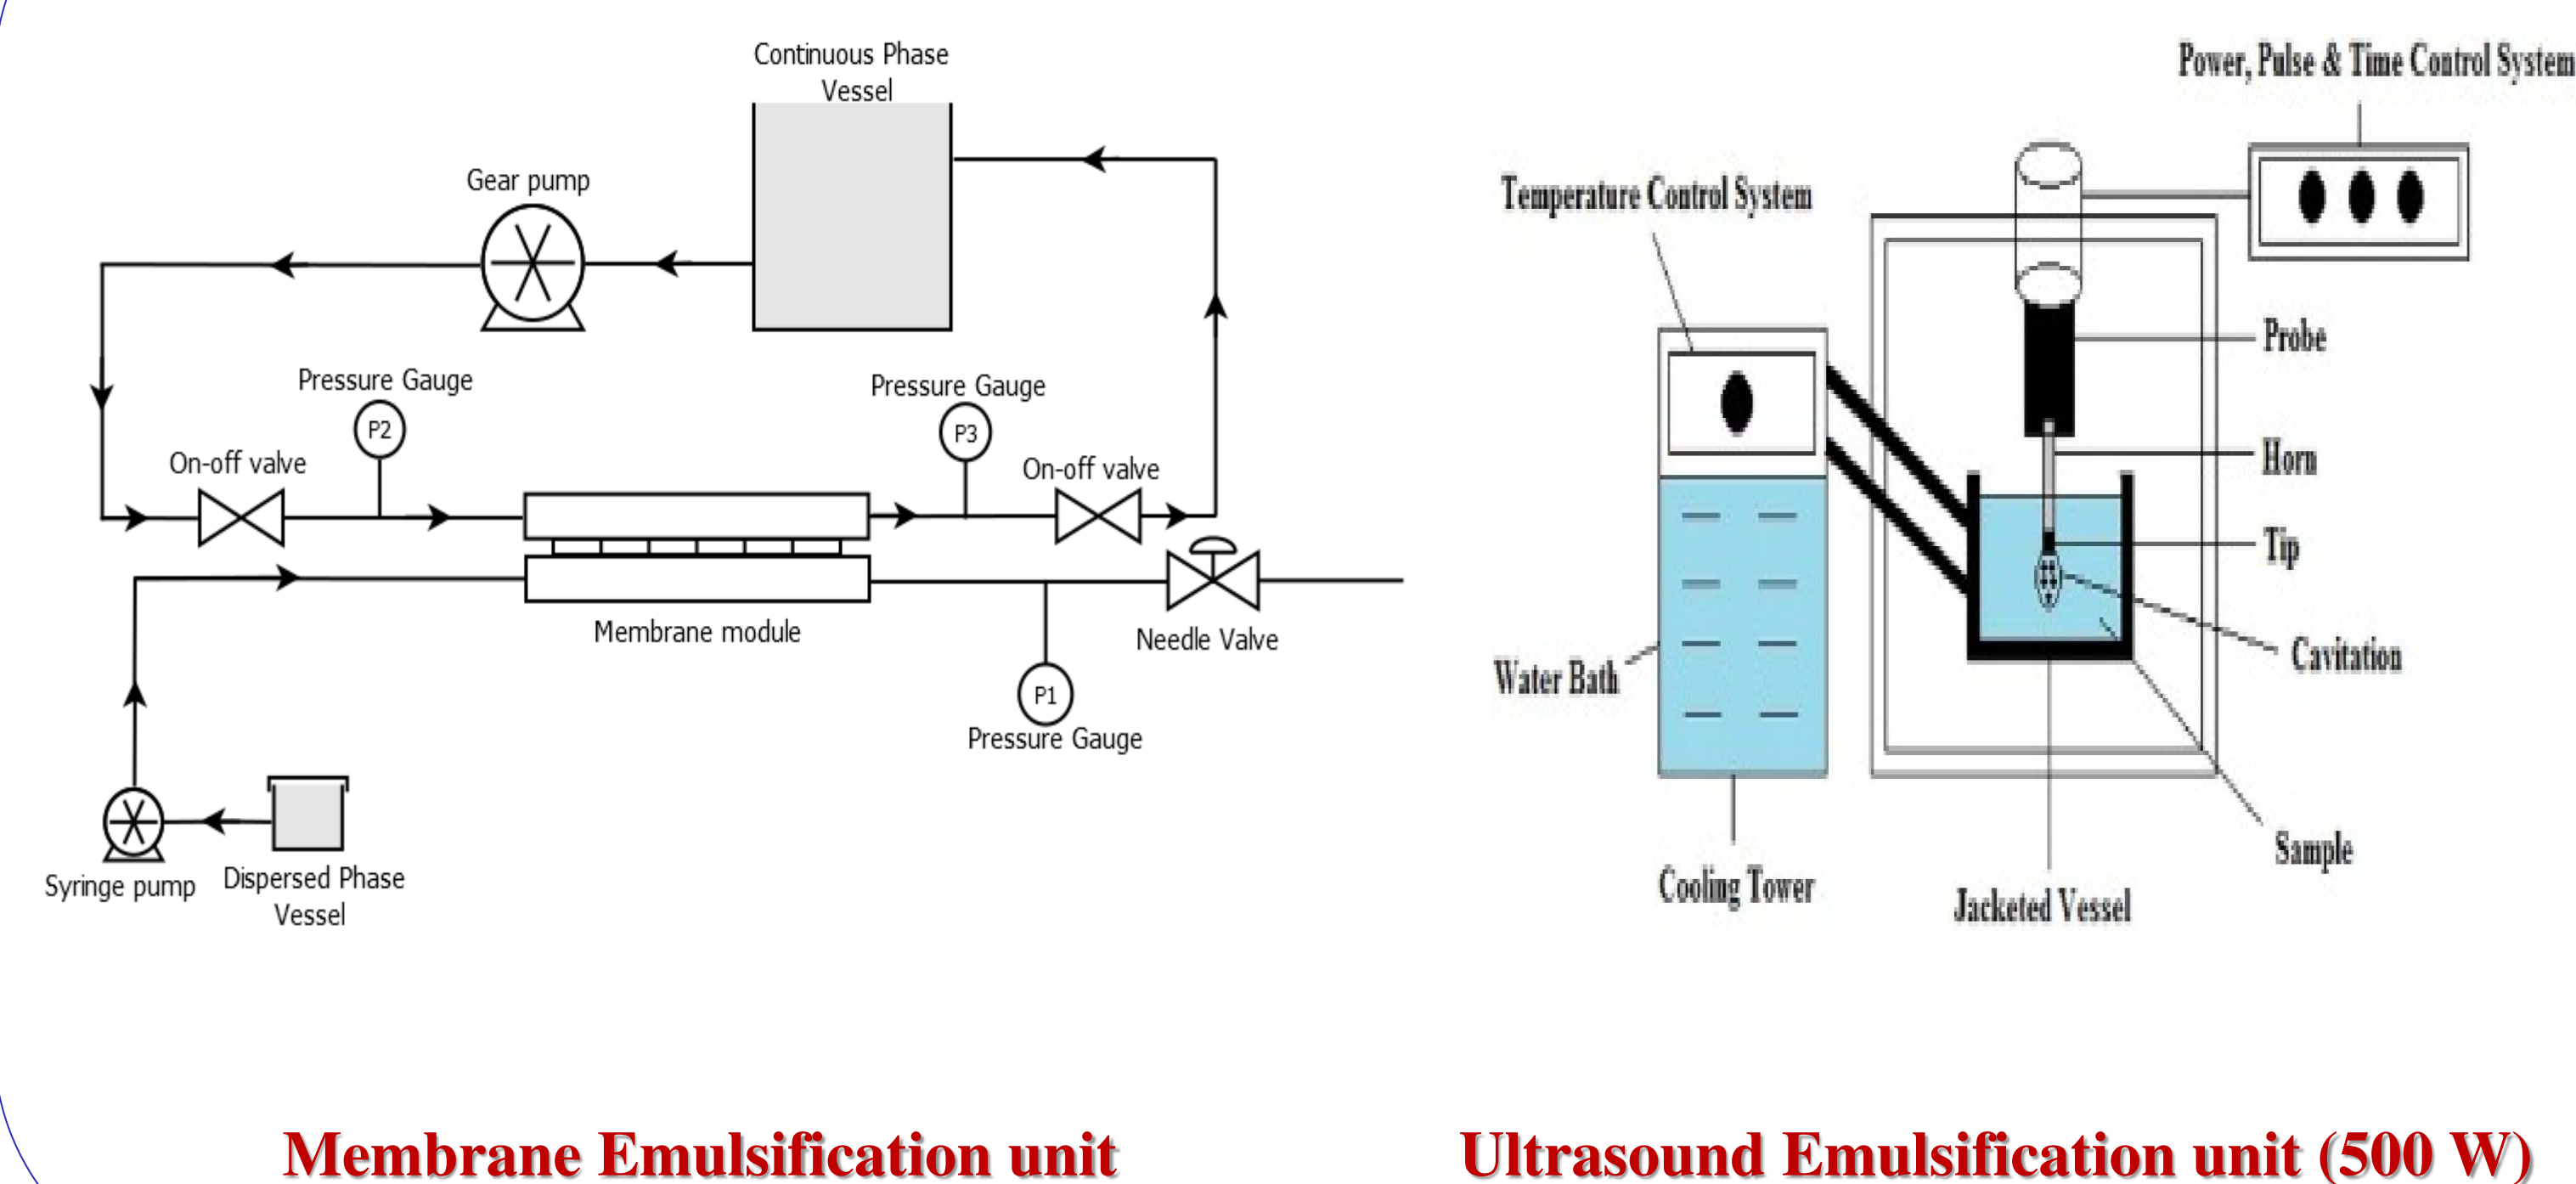 Continuous Phase
Vessel
Gear pump
Pressure Gauge
P2
Pressure Gauge
P3
On-off valve
On-off valve
Membrane module
Needle Valve
P1
Pressure Gauge
Syringe pump
Dispersed Phase
Vessel
Power, Pulse & Time Control System
Temperature Control System
Probe
Horn
Tip
Cavitation
Water Bath
Sample
Cooling Tower
Jacketed Vessel
Membrane Emulsification unit
Ultrasound Emulsification unit (500 W)